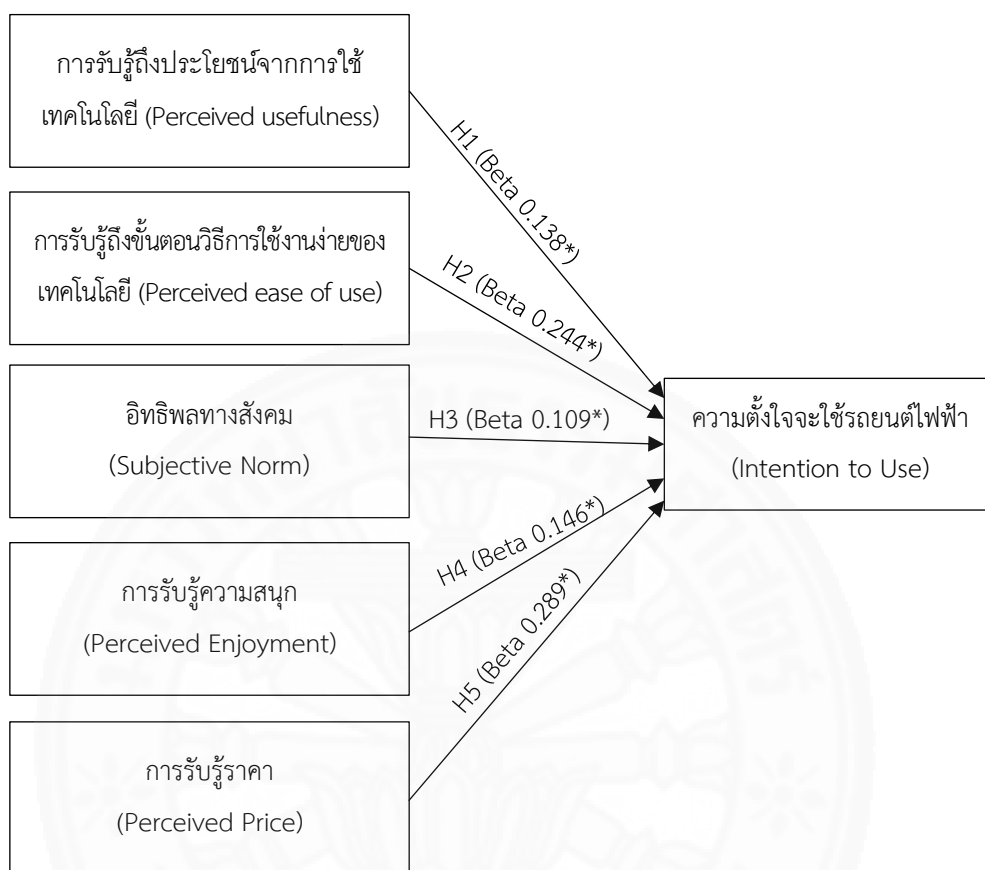 การรับรู้ถึงประโยชน์จากการใช้
เทคโนโลยี (Perceived usefulness)
H1 (Beta 0.138*)
การรับรู้ถึงขั้นตอนวิธีการใช้งานง่ายของ
เทคโนโลยี (Perceived ease of use)
H2 (Beta 0.244*)
อิทธิพลทางสังคม
(Subjective Norm)
H3 (Beta 0.109*)
ความตั้งใจจะใช้รถยนต์ไฟฟ้า
(Intention to Use)
การรับรู้ความสนุก
(Perceived Enjoyment)
H4 (Beta 0.146*)
การรับรู้ราคา
(Perceived Price)
H5 (Beta 0.289*)